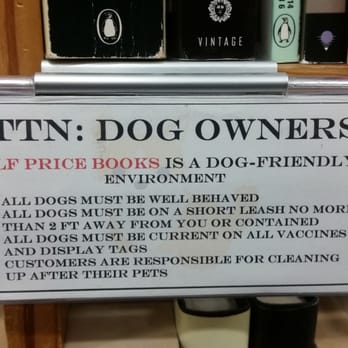 VINTAGE
TTN: DOG OWNERS
LF PRICE BOOKS IS A DOG-FRIENDLY
ENVIRONMENT
ALL DOGS MUST BE WELL BEHAVED
ALL DOGS MUST BE ON A SHORT LEASH NO MOR
THAN 2 FT AWAY FROM YOU OR CONTAINED
ALL DOGS MUST BE CURRENT ON ALL VACCINES
AND DISPLAY TAGS
CUSTOMERS ARE RESPONSIBLE FOR CLEANING
UP AFTER THEIR PETS